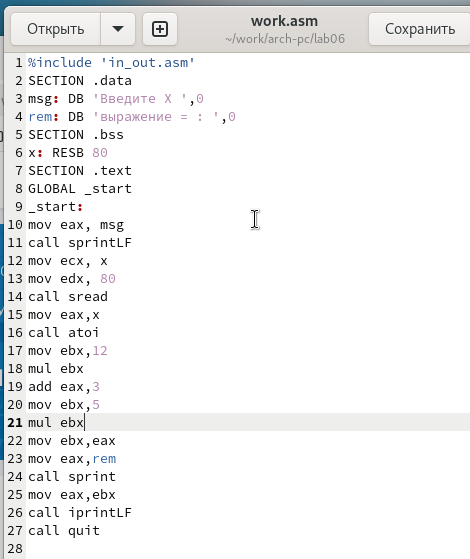 Открыть
work.asm
~/work/arch-pc/lab06
Сохранить
1 %include 'in_out.asm'
2 SECTION .data
3 msg: DB 'Введите X ',0
4 rem: DB 'выражение = : ',0
5 SECTION .bss
6 x: RESB 80
7 SECTION .text
8 GLOBAL _start
9 _start:
10 mov eax, msg
11 call sprintLF
12 mov ecx, x
13 mov edx, 80
14 call sread
15 mov eax,x
16 call atoi
17 mov ebx,12
18 mul ebx
19 add eax,3
20 mov ebx,5
21 mul ebx
22 mov ebx,eax
23 mov eax,rem
24 call sprint
25 mov eax,ebx
26 call iprintLF
27 call quit
28